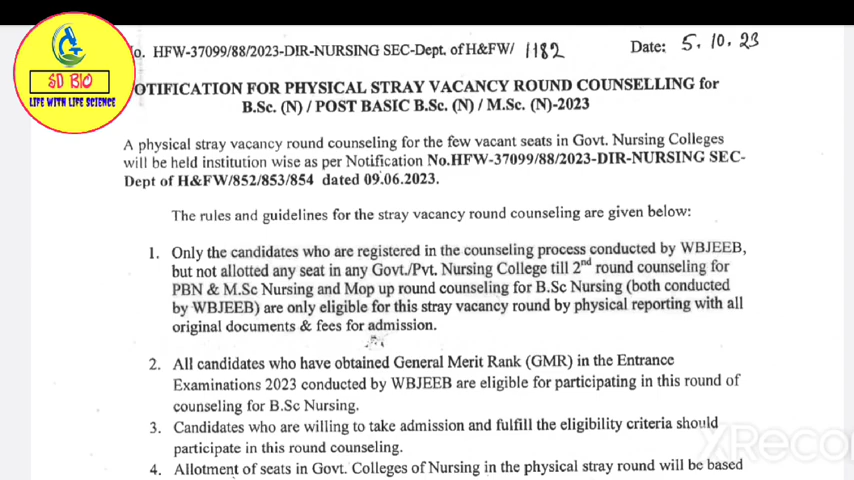 o. HFW-37099/88/2023-DIR-NURSING SEC-Dept. of H&FW/ 1182 Date: 5.10.23
SD BIO
LIFE WITH LIFE SCIENCE
OTIFICATION FOR PHYSICAL STRAY VACANCY ROUND COUNSELLING for
B.Sc. (N) / POST BASIC B.Sc. (N) / M.Sc. (N)-2023
A physical stray vacancy round counseling for the few vacant seats in Govt. Nursing Colleges
will be held institution wise as per Notification No.HFW-37099/88/2023-DIR-NURSING SEC-
Dept of H&FW/852/853/854 dated 09.06.2023.
The rules and guidelines for the stray vacancy round counseling are given below:
1. Only the candidates who are registered in the counseling process conducted by WBJEEB,
but not allotted any seat in any Govt./Pvt. Nursing College till 2nd round counseling for
PBN & M.Sc Nursing and Mop up round counseling for B.Sc Nursing (both conducted
by WBJEEB) are only eligible for this stray vacancy round by physical reporting with all
original documents & fees for admission.
2. All candidates who have obtained General Merit Rank (GMR) in the Entrance
Examinations 2023 conducted by WBJEEB are eligible for participating in this round of
counseling for B.Sc Nursing.
3. Candidates who are willing to take admission and fulfill the eligibility criteria should
participate in this round counseling.
XReco
4. Allotment of seats in Govt. Colleges of Nursing in the physical stray round will be based